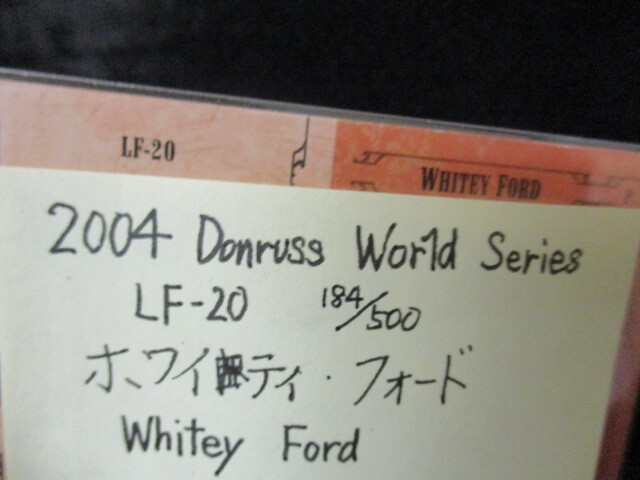 LF-20
WHITEY FORD
2004 Donruss World Series
LF-20 184/500
ホワイティ・フォード
Whitey Ford